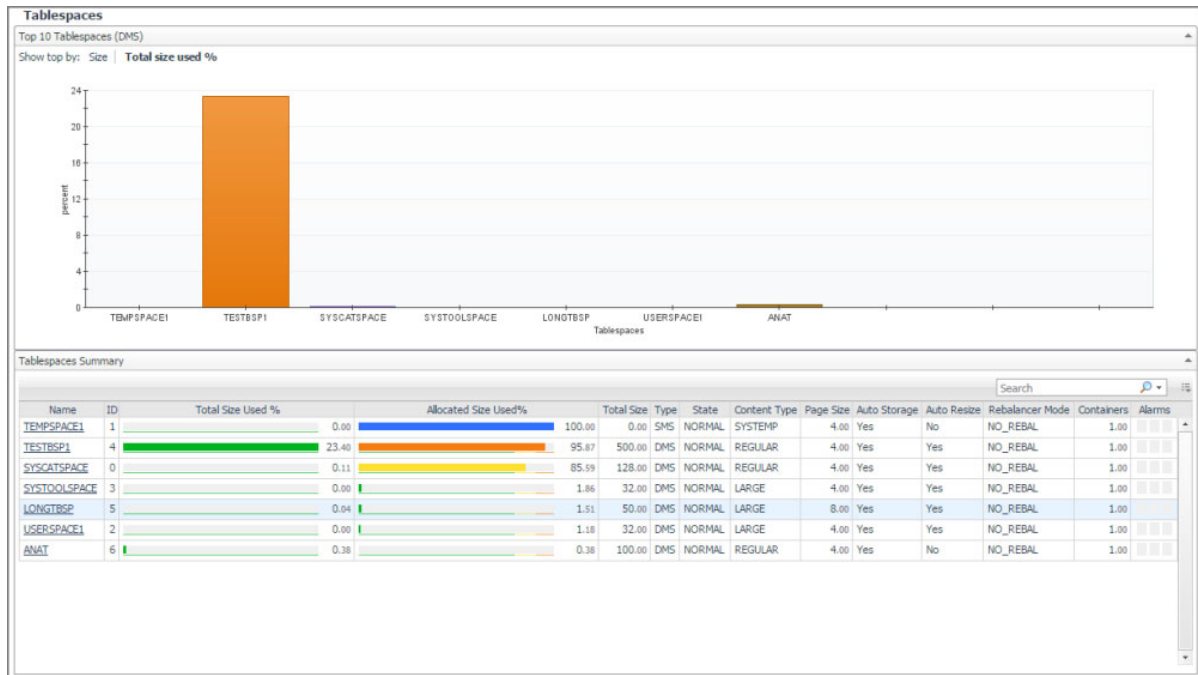 Tablespaces
Top 10 Tablespaces (DMS)
Show top by: Size | Total size used %
24
20
16
12
8
4
0
percent
TEMPSPACE1 TESTBSP1 SYSCATSPACE SYSTOOLSPACE LONGTBSP USERSPACE1 ANAT
Tablespaces
Tablespaces Summary
Search
Name ID Total Size Used % Allocated Size Used% Total Size Type State Content Type Page Size Auto Storage Auto Resize Rebalancer Mode Containers Alarms
TEMPSPACE1 1 0.00 100.00 0.00 SMS NORMAL SYSTEMP 4.00 Yes No NO_REBAL 1.00
TESTBSP1 4 23.40 95.87 500.00 DMS NORMAL REGULAR 4.00 Yes Yes NO_REBAL 1.00
SYSCATSPACE 0 0.11 85.59 128.00 DMS NORMAL REGULAR 4.00 Yes Yes NO_REBAL 1.00
SYSTOOLSPACE 3 0.00 1.86 32.00 DMS NORMAL LARGE 4.00 Yes Yes NO_REBAL 1.00
LONGTBSP 5 0.04 1.51 50.00 DMS NORMAL LARGE 8.00 Yes Yes NO_REBAL 1.00
USERSPACE1 2 0.00 1.18 32.00 DMS NORMAL LARGE 4.00 Yes Yes NO_REBAL 1.00
ANAT 6 0.38 0.38 100.00 DMS NORMAL REGULAR 4.00 Yes No NO_REBAL 1.00